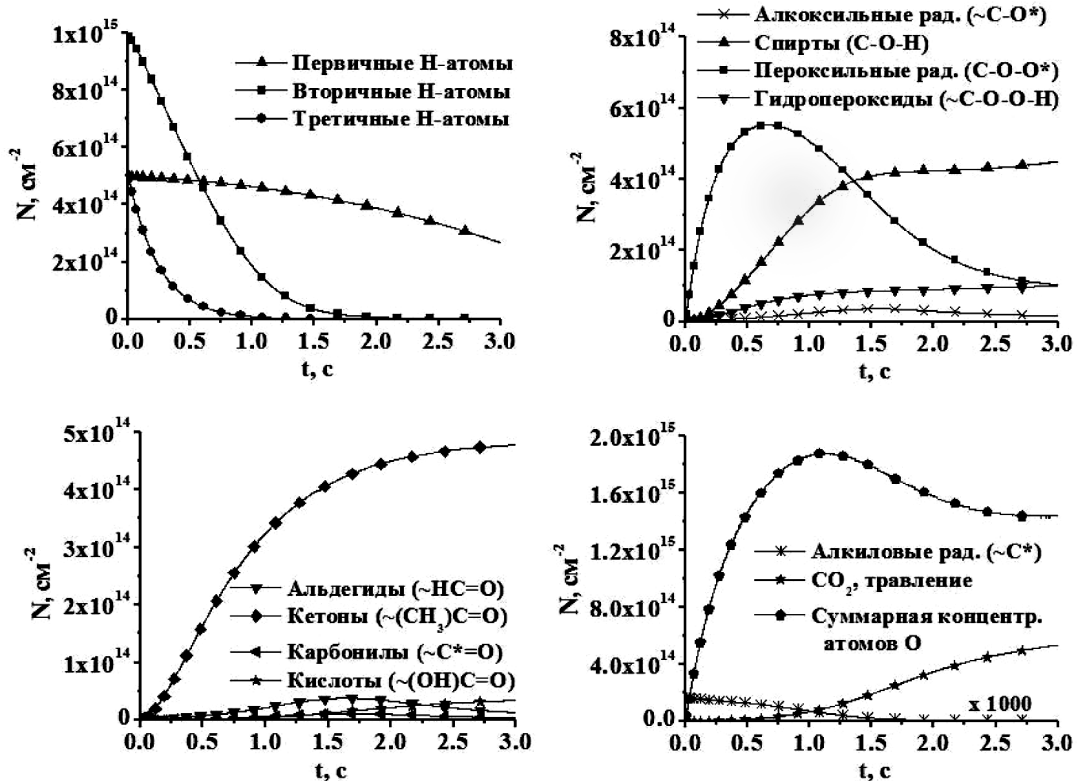 1x10^15
8x10^14
6x10^14
4x10^14
2x10^14
0
N, см^-2
Первичные Н-атомы
Вторичные Н-атомы
Третичные Н-атомы
0.0 0.5 1.0 1.5 2.0 2.5 3.0
t, с
8x10^14
6x10^14
4x10^14
2x10^14
0
N, см^-2
Алкоксильные рад. (~C-O*)
Спирты (C-O-H)
Пероксильные рад. (C-O-O*)
Гидропероксиды (~C-O-O-H)
0.0 0.5 1.0 1.5 2.0 2.5 3.0
t, с
5x10^14
4x10^14
3x10^14
2x10^14
1x10^14
0
N, см^-2
Альдегиды (~HC=O)
Кетоны (~(CH₃)C=O)
Карбонилы (~C*=O)
Кислоты (~(OH)C=O)
0.0 0.5 1.0 1.5 2.0 2.5 3.0
t, с
2.0x10^15
1.6x10^15
1.2x10^15
8.0x10^14
4.0x10^14
0.0
N, см^-2
Алкиловые рад. (~C*)
CO₂, травление
Суммарная концентр.
атомов О
x 1000
0.0 0.5 1.0 1.5 2.0 2.5 3.0
t, с